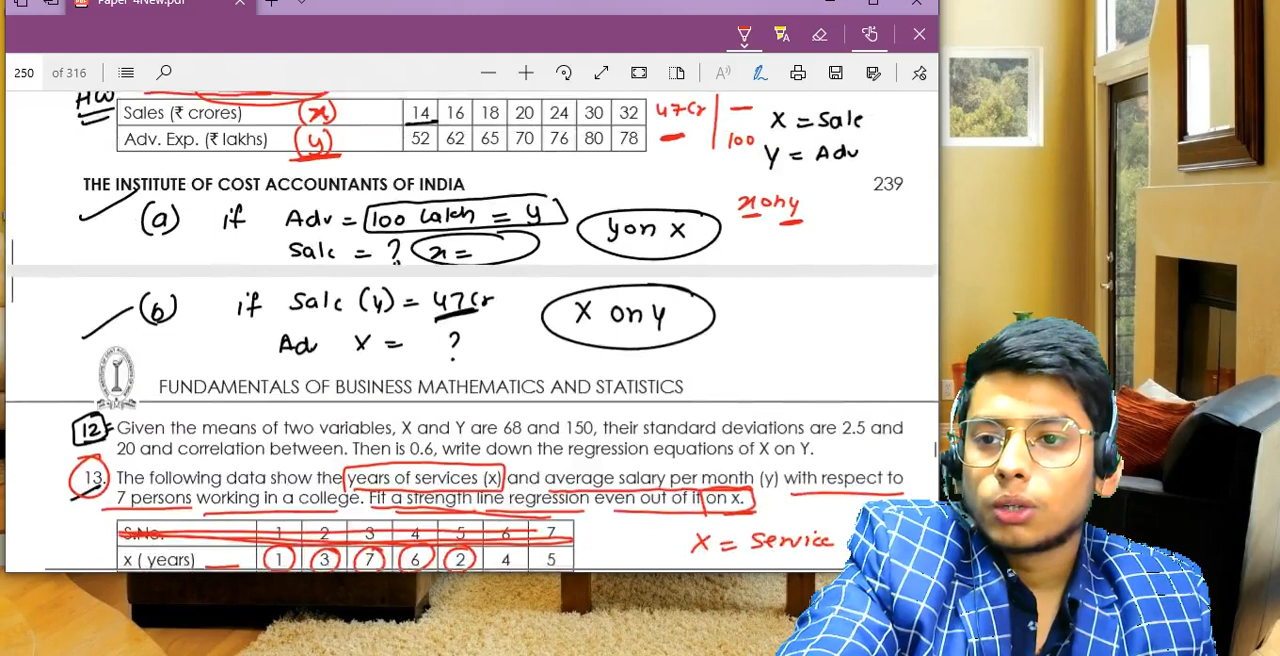 Paper 4New.pdf
250 of 316
HW
Sales (₹ crores) (x) 14 16 18 20 24 30 32 47Cr —
Adv. Exp. (₹ lakhs) (y) 52 62 65 70 76 80 78 — 100
X = Sale
Y = Adv
THE INSTITUTE OF COST ACCOUNTANTS OF INDIA 239
x on y
(a) if Adv = 100 Lakh = y y on x
Sale = ? x =
(b) if Sale (y) = 47Cr X on y
Ad X = ?
FUNDAMENTALS OF BUSINESS MATHEMATICS AND STATISTICS
12 Given the means of two variables, X and Y are 68 and 150, their standard deviations are 2.5 and
20 and correlation between. Then is 0.6, write down the regression equations of X on Y.
13. The following data show the years of services (x) and average salary per month (y) with respect to
7 persons working in a college. Fit a strength line regression even out of it on x.
S.No. 1 2 3 4 5 6 7
x ( years) 1 3 7 6 2 4 5
X = Service